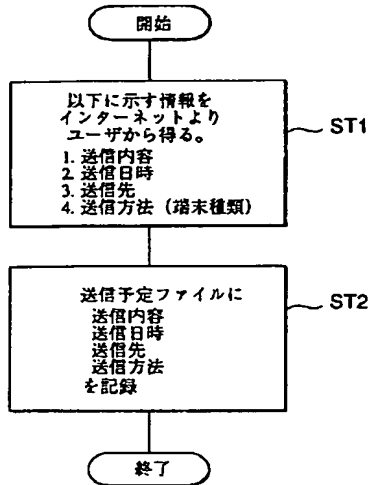 開始
以下に示す情報を
インターネットより
ユーザから得る。
1. 送信内容
2. 送信日時
3. 送信先
4. 送信方法（端末種類）
ST1
送信予定ファイルに
送信内容
送信日時
送信先
送信方法
を記録
ST2
終了